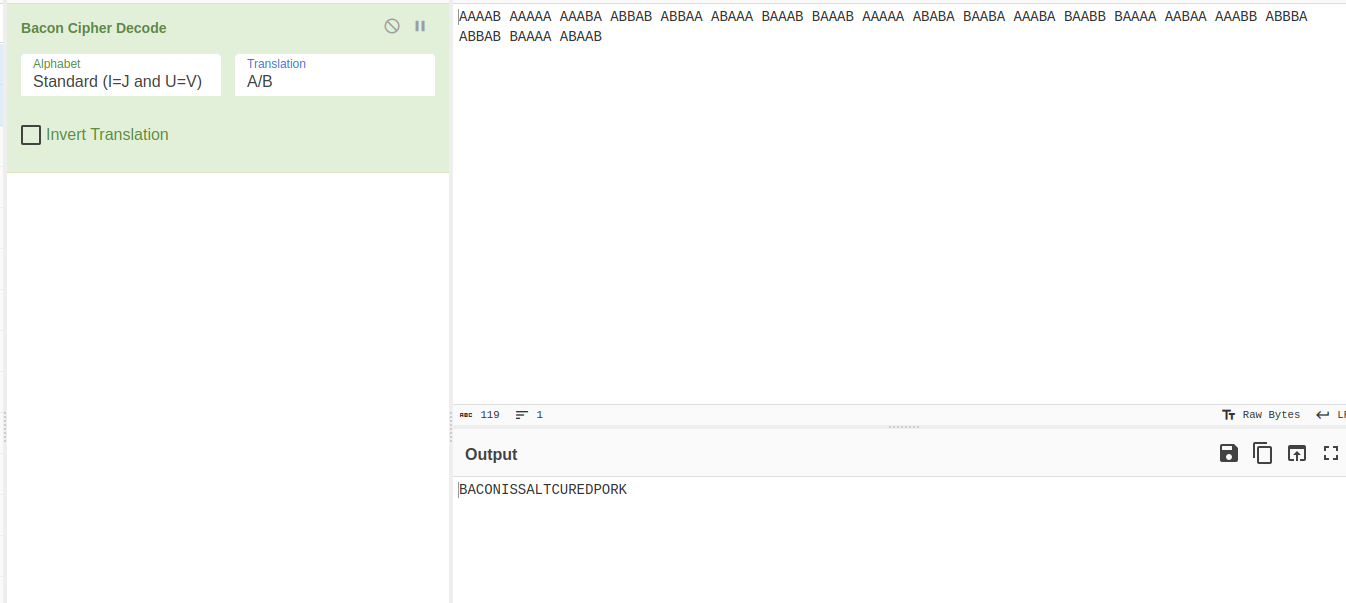 Bacon Cipher Decode
Alphabet
Standard (I=J and U=V)
Translation
A/B
Invert Translation
AAAAB AAAAA AAABA ABBAB ABBAA ABAAA BAAAB BAAAB AAAAA ABABA BAABA AAABA BAABB BAAAA AABAA AAABB ABBBA
ABBAB BAAAA ABAAB
ABC 119 1
Tт Raw Bytes LF
Output
BACONISSALTCUREDPORK